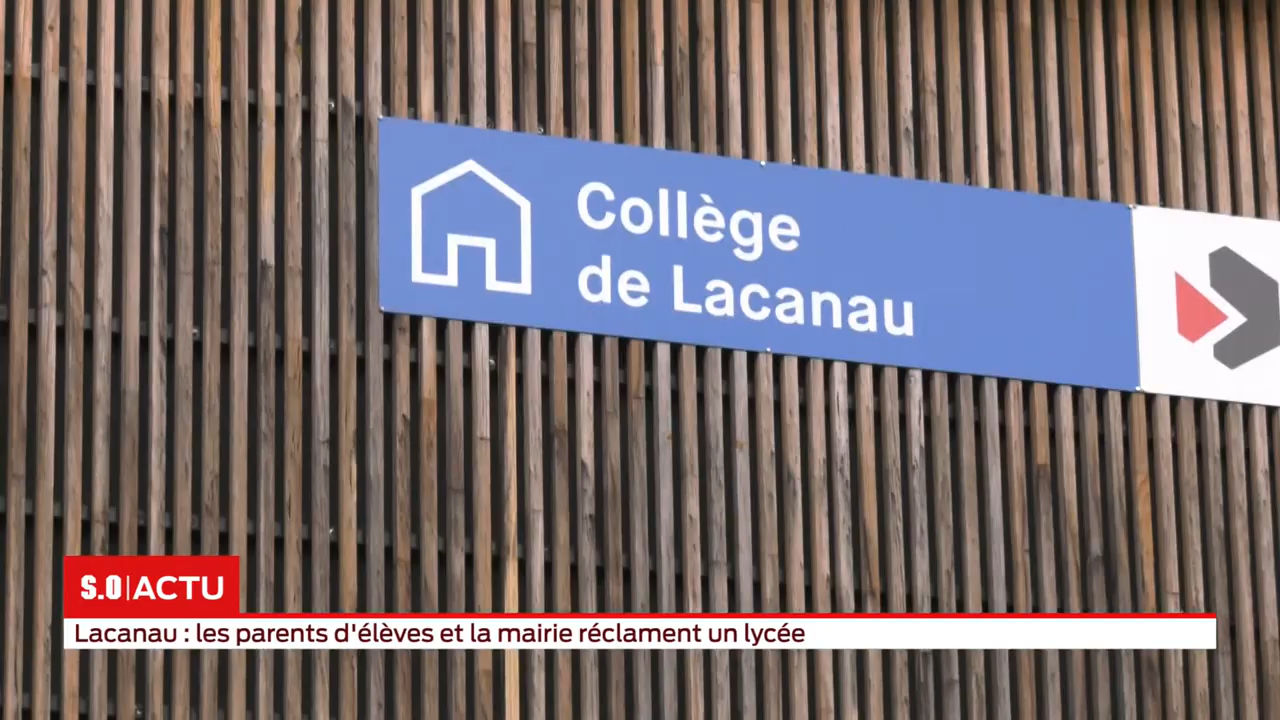 Collège
de Lacanau
S.O|ACTU
Lacanau : les parents d'élèves et la mairie réclament un lycée